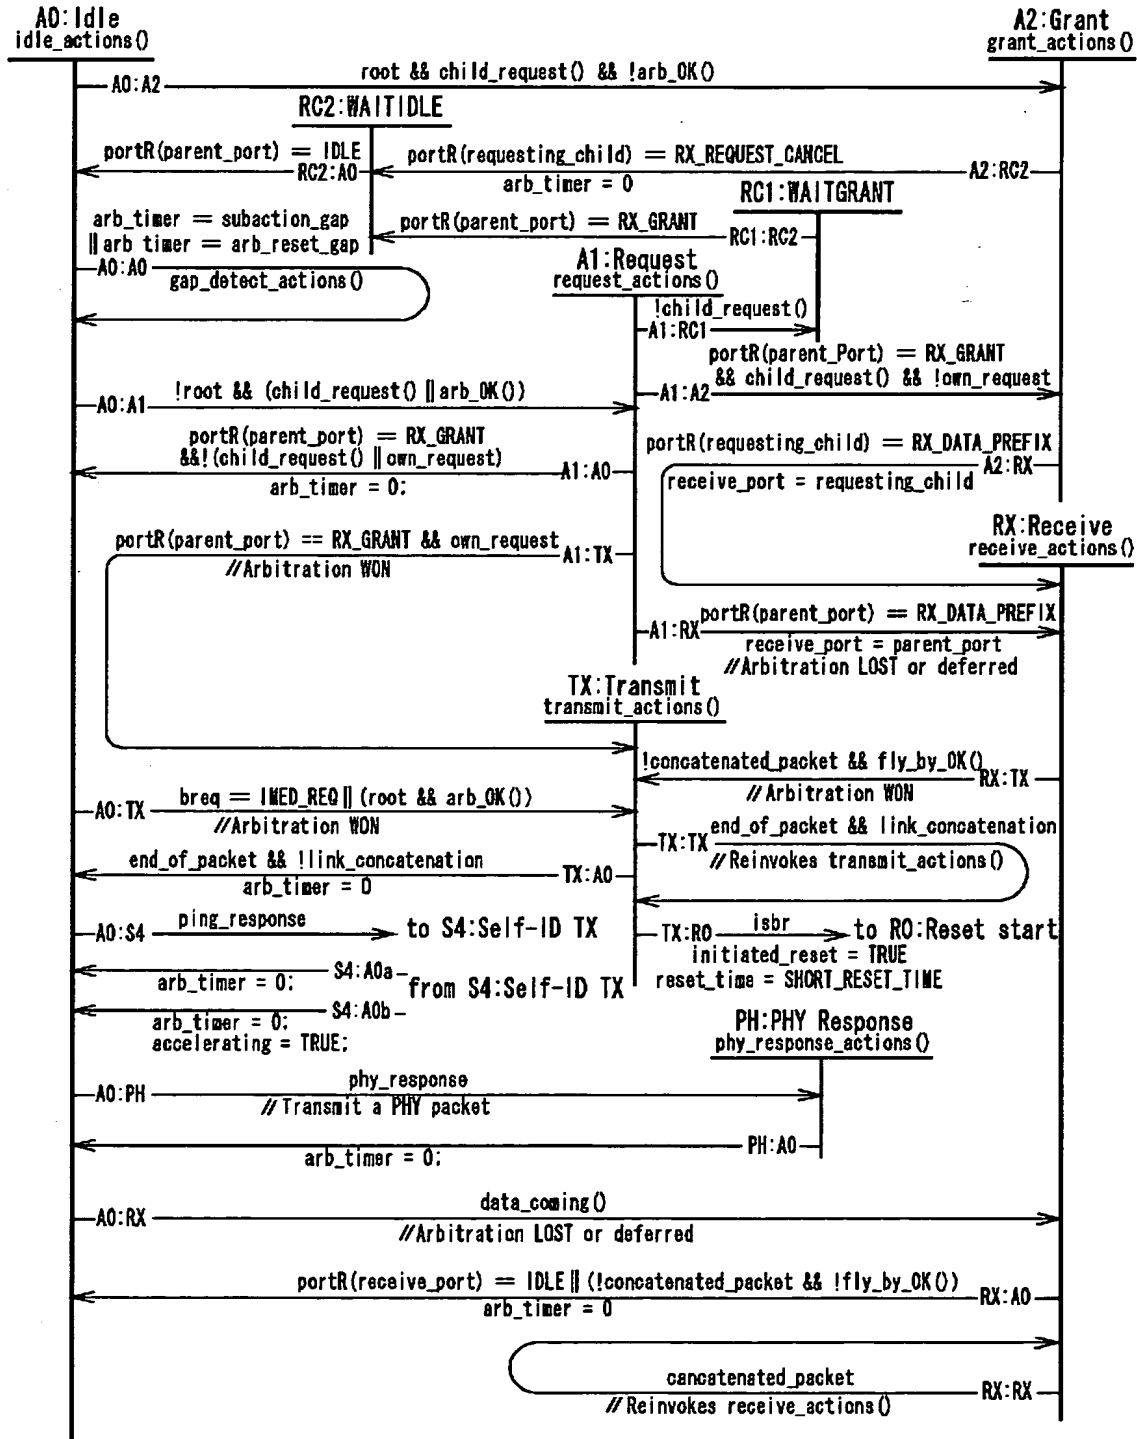 A0:Idle
idle_actions()
A2:Grant
grant_actions()
root && child_request() && !arb_OK()
A0:A2
RC2:WAITIDLE
portR(parent_port) = IDLE
RC2:A0
portR(requesting_child) = RX_REQUEST_CANCEL
A2:RC2
arb_timer = 0
RC1:WAITGRANT
arb_timer = subaction_gap
|| arb timer = arb_reset_gap
portR(parent_port) = RX_GRANT
RC1:RC2
A0:A0
gap_detect_actions()
A1:Request
request_actions()
!child_request()
A1:RC1
portR(parent_Port) = RX_GRANT
&& child_request() && !own_request
A1:A2
!root && (child_request() || arb_OK())
A0:A1
portR(parent_port) = RX_GRANT
&&!(child_request() || own_request)
A1:A0
arb_timer = 0;
portR(requesting_child) = RX_DATA_PREFIX
A2:RX
receive_port = requesting_child
RX:Receive
receive_actions()
portR(parent_port) == RX_GRANT && own_request
A1:TX
//Arbitration WON
portR(parent_port) == RX_DATA_PREFIX
A1:RX
receive_port = parent_port
//Arbitration LOST or deferred
TX:Transmit
transmit_actions()
!concatenated_packet && fly_by_OK()
RX:TX
//Arbitration WON
breq = IMED_REQ || (root && arb_OK())
A0:TX
//Arbitration WON
end_of_packet && link_concatenation
TX:TX
//Reinvokes transmit_actions()
end_of_packet && !link_concatenation
TX:A0
arb_timer = 0
ping_response
A0:S4
to S4:Self-ID TX
isbr
TX:R0
to R0:Reset start
initiated_reset = TRUE
reset_time = SHORT_RESET_TIME
S4:A0a
arb_timer = 0;
from S4:Self-ID TX
S4:A0b
arb_timer = 0;
accelerating = TRUE;
PH:PHY Response
phy_response_actions()
phy_response
A0:PH
// Transmit a PHY packet
PH:A0
arb_timer = 0;
data_coming()
A0:RX
//Arbitration LOST or deferred
portR(receive_port) == IDLE || (!concatenated_packet && !fly_by_OK())
RX:A0
arb_timer = 0
cancatenated_packet
RX:RX
//Reinvokes receive_actions()